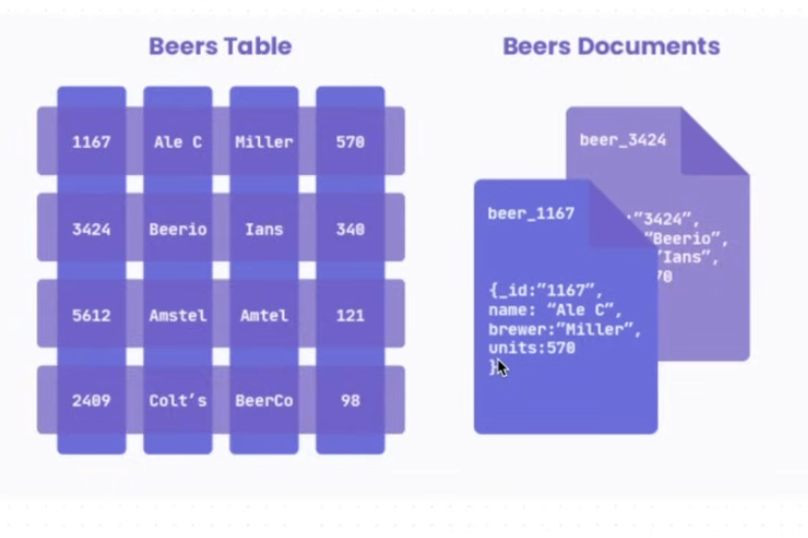 Beers Table
1167 Ale C Miller 570
3424 Beerio Ians 340
5612 Amstel Amtel 121
2409 Colt’s BeerCo 98
Beers Documents
beer_3424
:”3424”,
“Beerio”,
”Ians”,
70
beer_1167
{_id:”1167”,
name: “Ale C”,
brewer:”Miller”,
units:570
}